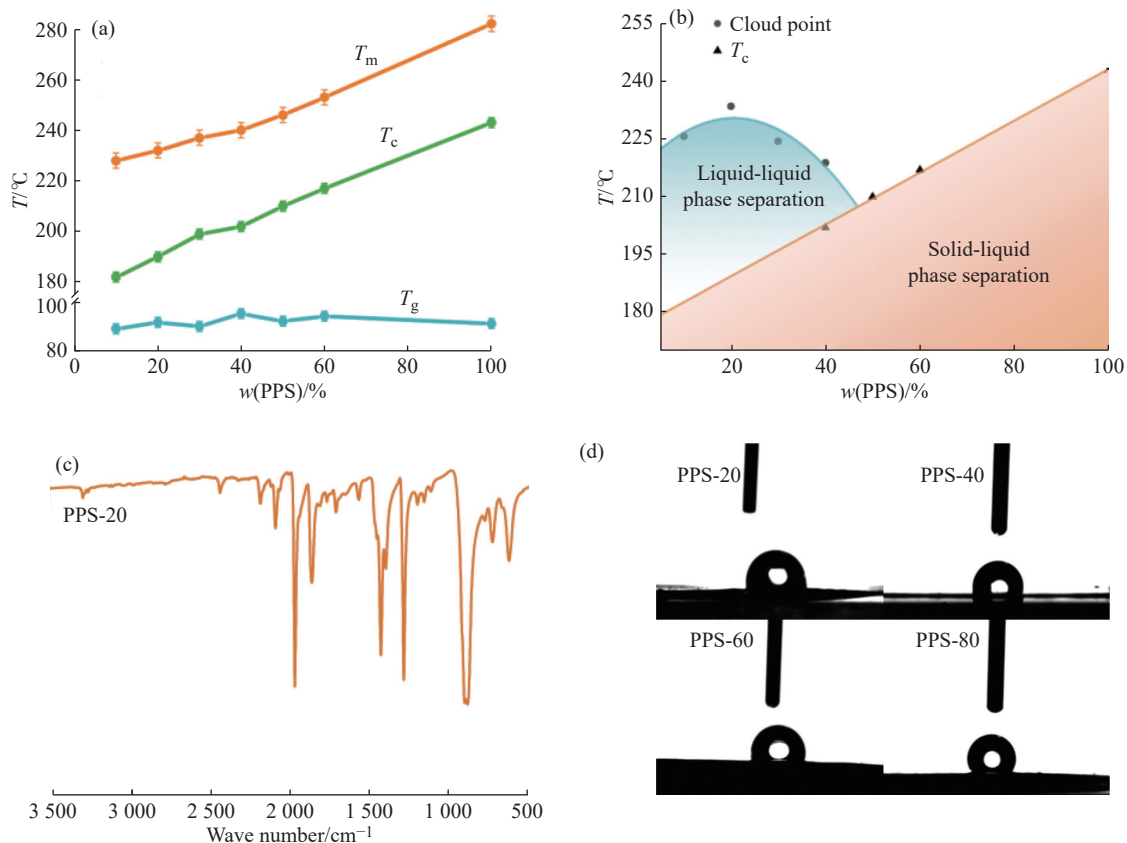 (a)
T/°C
280
260
240
220
200
180
100
80
Tm
Tc
Tg
0 20 40 60 80 100
w(PPS)/%
(b)
Cloud point
Tc
T/°C
255
240
225
210
195
180
Liquid-liquid
phase separation
Solid-liquid
phase separation
20 40 60 80 100
w(PPS)/%
(c)
PPS-20
3 500 3 000 2 000 1 500 1 000 500
Wave number/cm−1
(d)
PPS-20
PPS-40
PPS-60
PPS-80